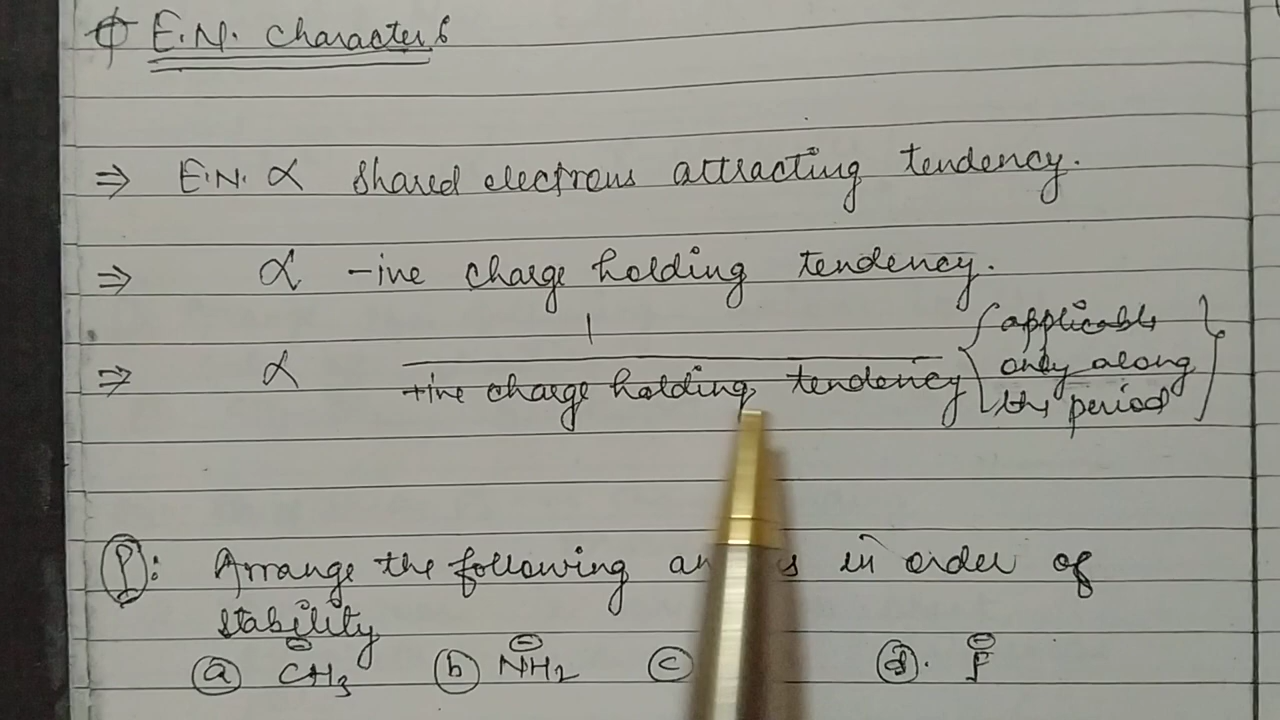 E.N. Character
⇒ E.N. α shared electrons attracting tendency.
⇒ α -ive charge holding tendency.
⇒ α 1 / +ive charge holding tendency {applicable only along the period}
(P): Arrange the following in order of
stability
(a) CH₃⊖ (b) NH₂⊖ (c) (d). F⊖